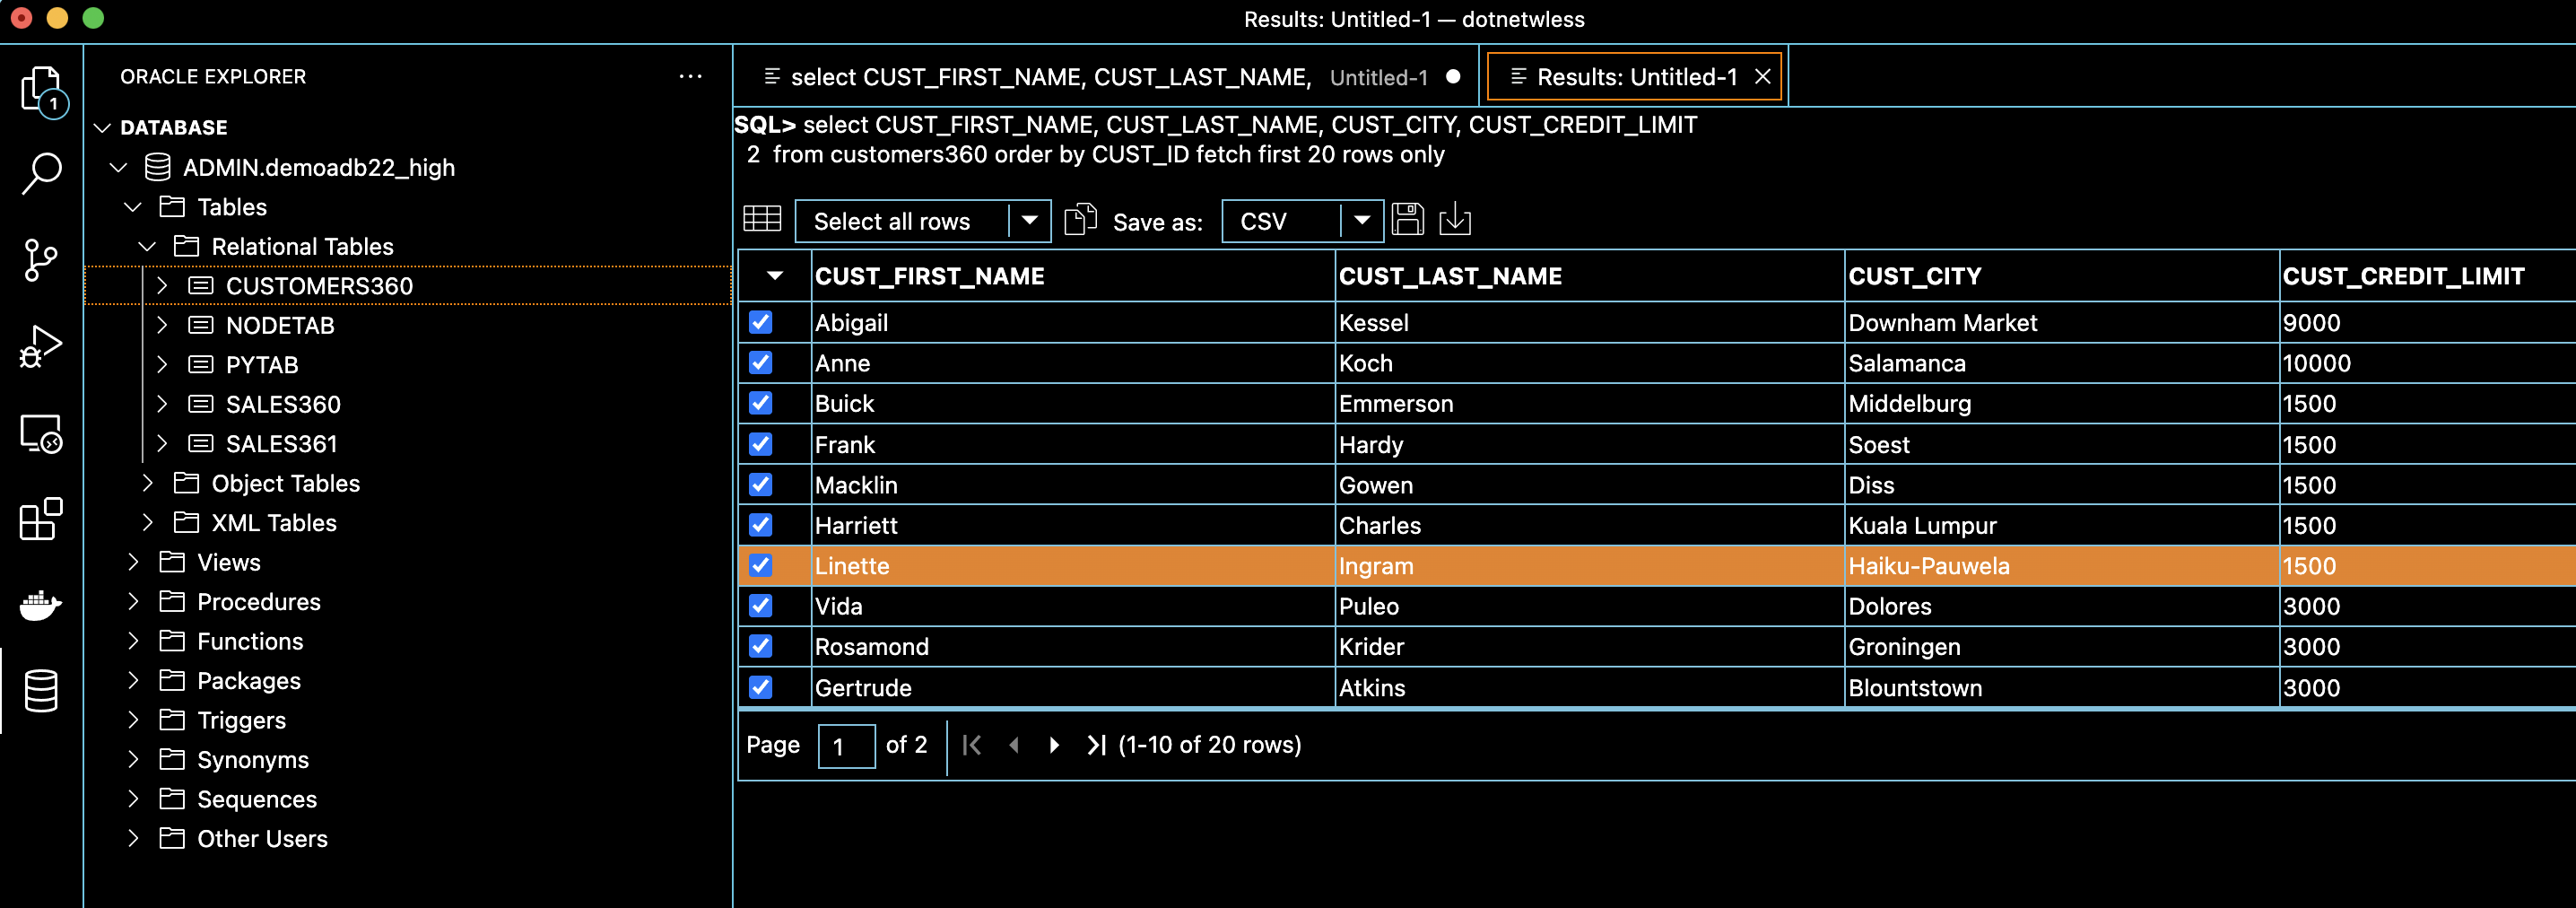 Results: Untitled-1 — dotnetwless
1
ORACLE EXPLORER
DATABASE
ADMIN.demoadb22_high
Tables
Relational Tables
CUSTOMERS360
NODETAB
PYTAB
SALES360
SALES361
Object Tables
XML Tables
Views
Procedures
Functions
Packages
Triggers
Synonyms
Sequences
Other Users
select CUST_FIRST_NAME, CUST_LAST_NAME, Untitled-1
Results: Untitled-1
SQL> select CUST_FIRST_NAME, CUST_LAST_NAME, CUST_CITY, CUST_CREDIT_LIMIT
2 from customers360 order by CUST_ID fetch first 20 rows only
Select all rows Save as: CSV
CUST_FIRST_NAME CUST_LAST_NAME CUST_CITY CUST_CREDIT_LIMIT
Abigail Kessel Downham Market 9000
Anne Koch Salamanca 10000
Buick Emmerson Middelburg 1500
Frank Hardy Soest 1500
Macklin Gowen Diss 1500
Harriett Charles Kuala Lumpur 1500
Linette Ingram Haiku-Pauwela 1500
Vida Puleo Dolores 3000
Rosamond Krider Groningen 3000
Gertrude Atkins Blountstown 3000
Page 1 of 2 (1-10 of 20 rows)